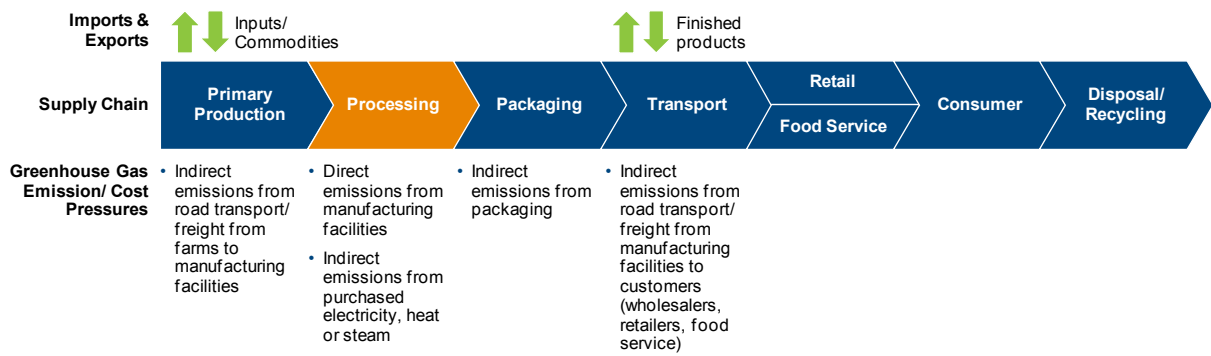 Imports &
Exports
Inputs/
Commodities
Finished
products
Supply Chain
Primary
Production
Processing
Packaging
Transport
Retail
Food Service
Consumer
Disposal/
Recycling
Greenhouse Gas
Emission/ Cost
Pressures
• Indirect
emissions from
road transport/
freight from
farms to
manufacturing
facilities
• Direct
emissions from
manufacturing
facilities
• Indirect
emissions from
purchased
electricity, heat
or steam
• Indirect
emissions from
packaging
• Indirect
emissions from
road transport/
freight from
manufacturing
facilities to
customers
(wholesalers,
retailers, food
service)